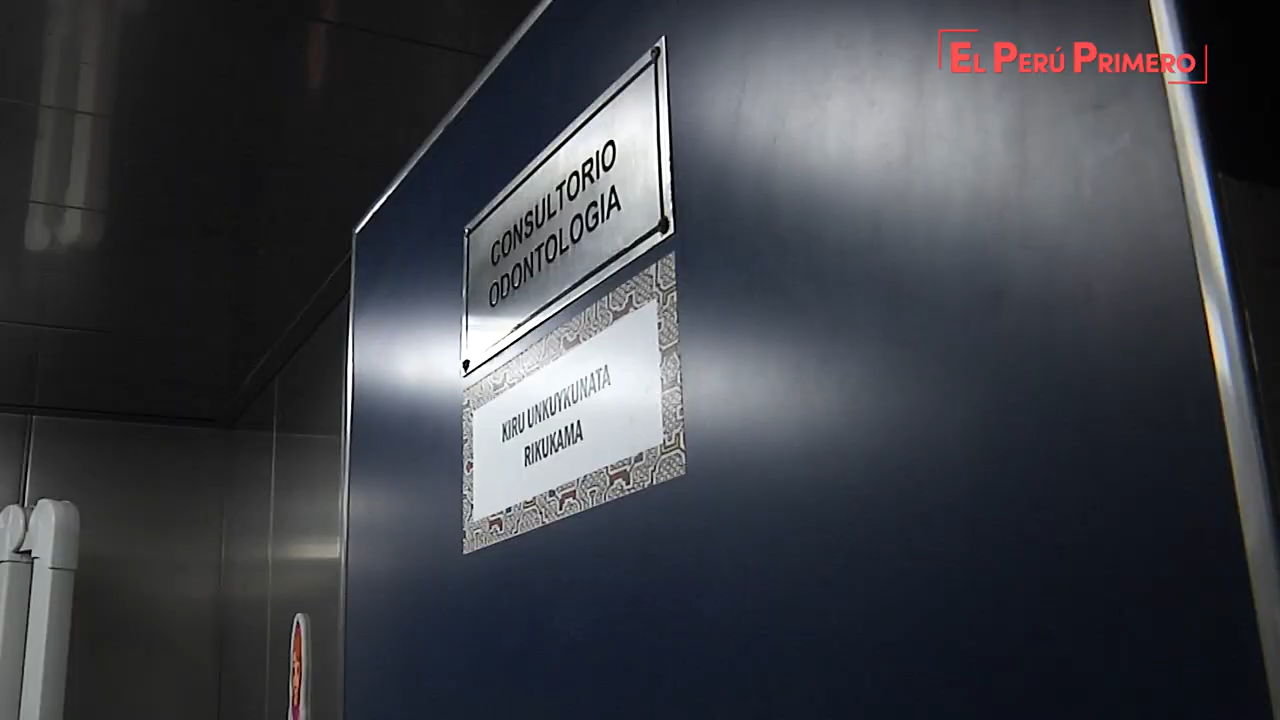 EL PERÚ PRIMERO
CONSULTORIO
ODONTOLOGIA
KIRU UNKUYKUNATA
RIKUKAMA